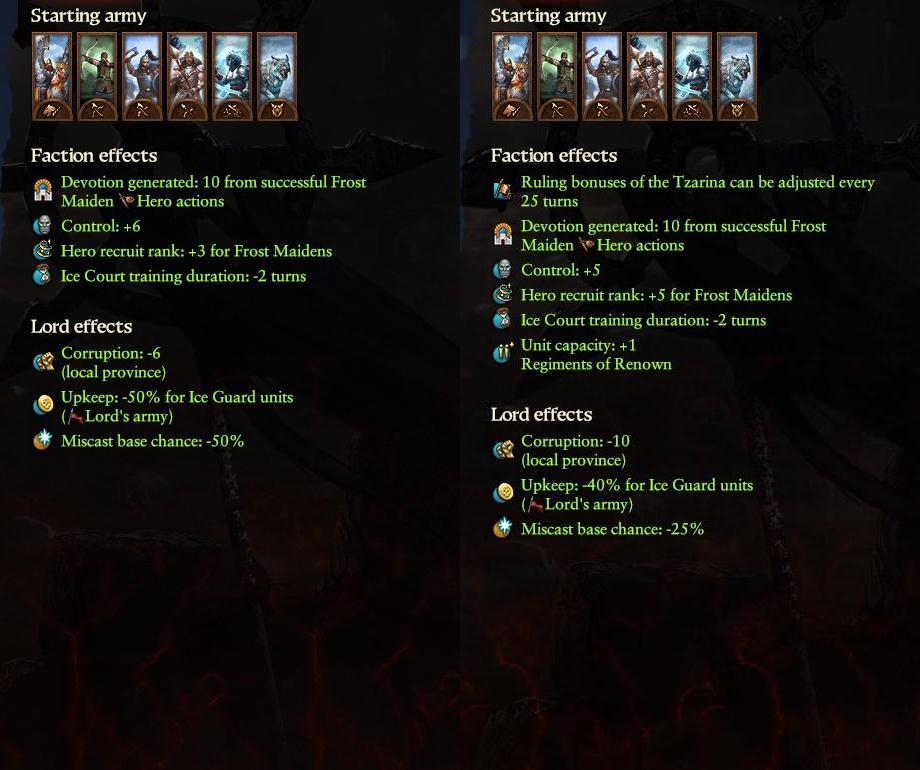 Starting army
Faction effects
Devotion generated: 10 from successful Frost
Maiden Hero actions
Control: +6
Hero recruit rank: +3 for Frost Maidens
Ice Court training duration: -2 turns
Lord effects
Corruption: -6
(local province)
Upkeep: -50% for Ice Guard units
(Lord's army)
Miscast base chance: -50%
Starting army
Faction effects
Ruling bonuses of the Tzarina can be adjusted every
25 turns
Devotion generated: 10 from successful Frost
Maiden Hero actions
Control: +5
Hero recruit rank: +5 for Frost Maidens
Ice Court training duration: -2 turns
Unit capacity: +1
Regiments of Renown
Lord effects
Corruption: -10
(local province)
Upkeep: -40% for Ice Guard units
(Lord's army)
Miscast base chance: -25%